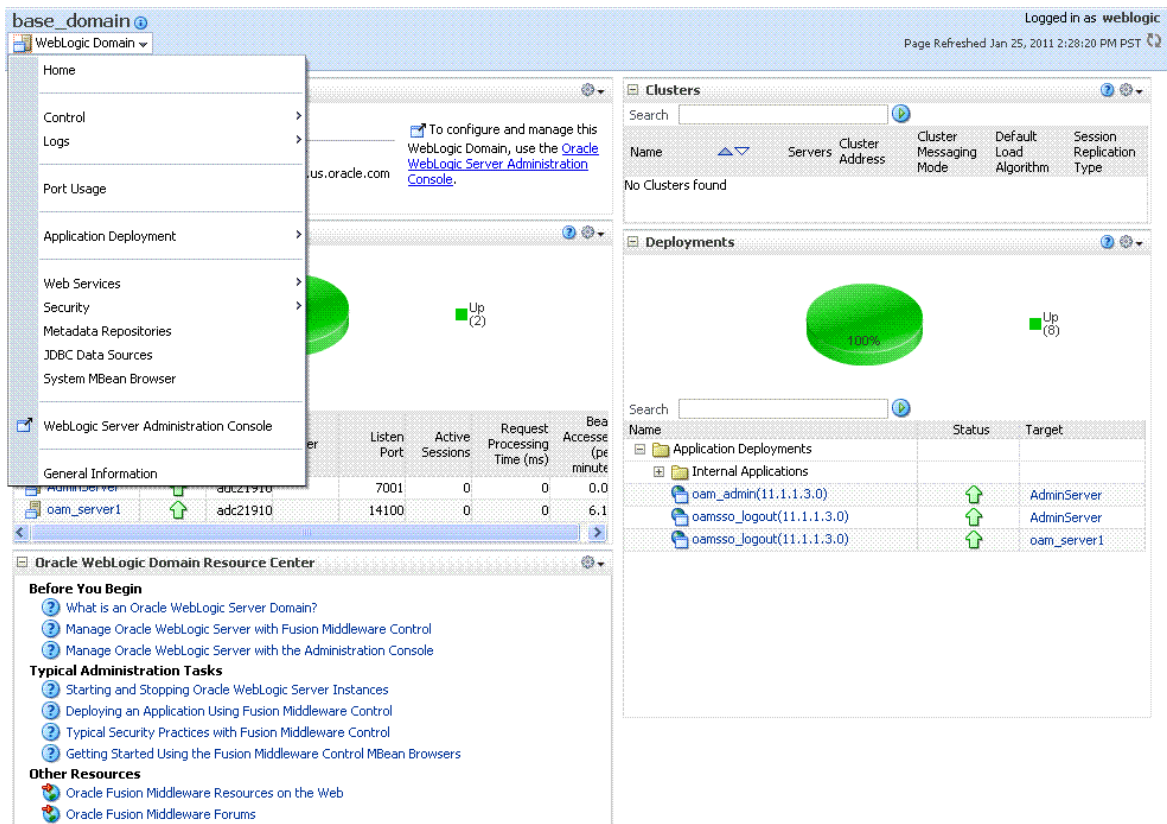 base_domain
Logged in as weblogic
WebLogic Domain
Page Refreshed Jan 25, 2011 2:28:20 PM PST
Home
Control
Logs
Port Usage
Application Deployment
Web Services
Security
Metadata Repositories
JDBC Data Sources
System MBean Browser
WebLogic Server Administration Console
General Information
.us.oracle.com
To configure and manage this
WebLogic Domain, use the Oracle
WebLogic Server Administration
Console.
Up
(2)
Listen
Port
Active
Sessions
Request
Processing
Time (ms)
Bea
Accesse
(pe
minute
AdminServer adc21910 7001 0 0 0.0
oam_server1 adc21910 14100 0 0 6.1
Oracle WebLogic Domain Resource Center
Before You Begin
What is an Oracle WebLogic Server Domain?
Manage Oracle WebLogic Server with Fusion Middleware Control
Manage Oracle WebLogic Server with the Administration Console
Typical Administration Tasks
Starting and Stopping Oracle WebLogic Server Instances
Deploying an Application Using Fusion Middleware Control
Typical Security Practices with Fusion Middleware Control
Getting Started Using the Fusion Middleware Control MBean Browsers
Other Resources
Oracle Fusion Middleware Resources on the Web
Oracle Fusion Middleware Forums
Clusters
Search
Name
Servers
Cluster
Address
Cluster
Messaging
Mode
Default
Load
Algorithm
Session
Replication
Type
No Clusters found
Deployments
100%
Up
(8)
Search
Name Status Target
Application Deployments
Internal Applications
oam_admin(11.1.1.3.0) AdminServer
oamsso_logout(11.1.1.3.0) AdminServer
oamsso_logout(11.1.1.3.0) oam_server1